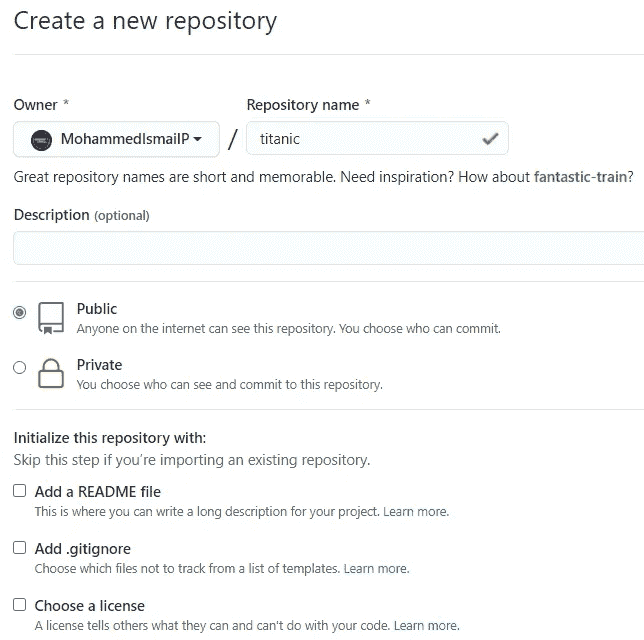 Create a new repository
Owner *
Repository name *
MohammedIsmailP / titanic
Great repository names are short and memorable. Need inspiration? How about fantastic-train?
Description (optional)
Public
Anyone on the internet can see this repository. You choose who can commit.
Private
You choose who can see and commit to this repository.
Initialize this repository with:
Skip this step if you’re importing an existing repository.
Add a README file
This is where you can write a long description for your project. Learn more.
Add .gitignore
Choose which files not to track from a list of templates. Learn more.
Choose a license
A license tells others what they can and can't do with your code. Learn more.